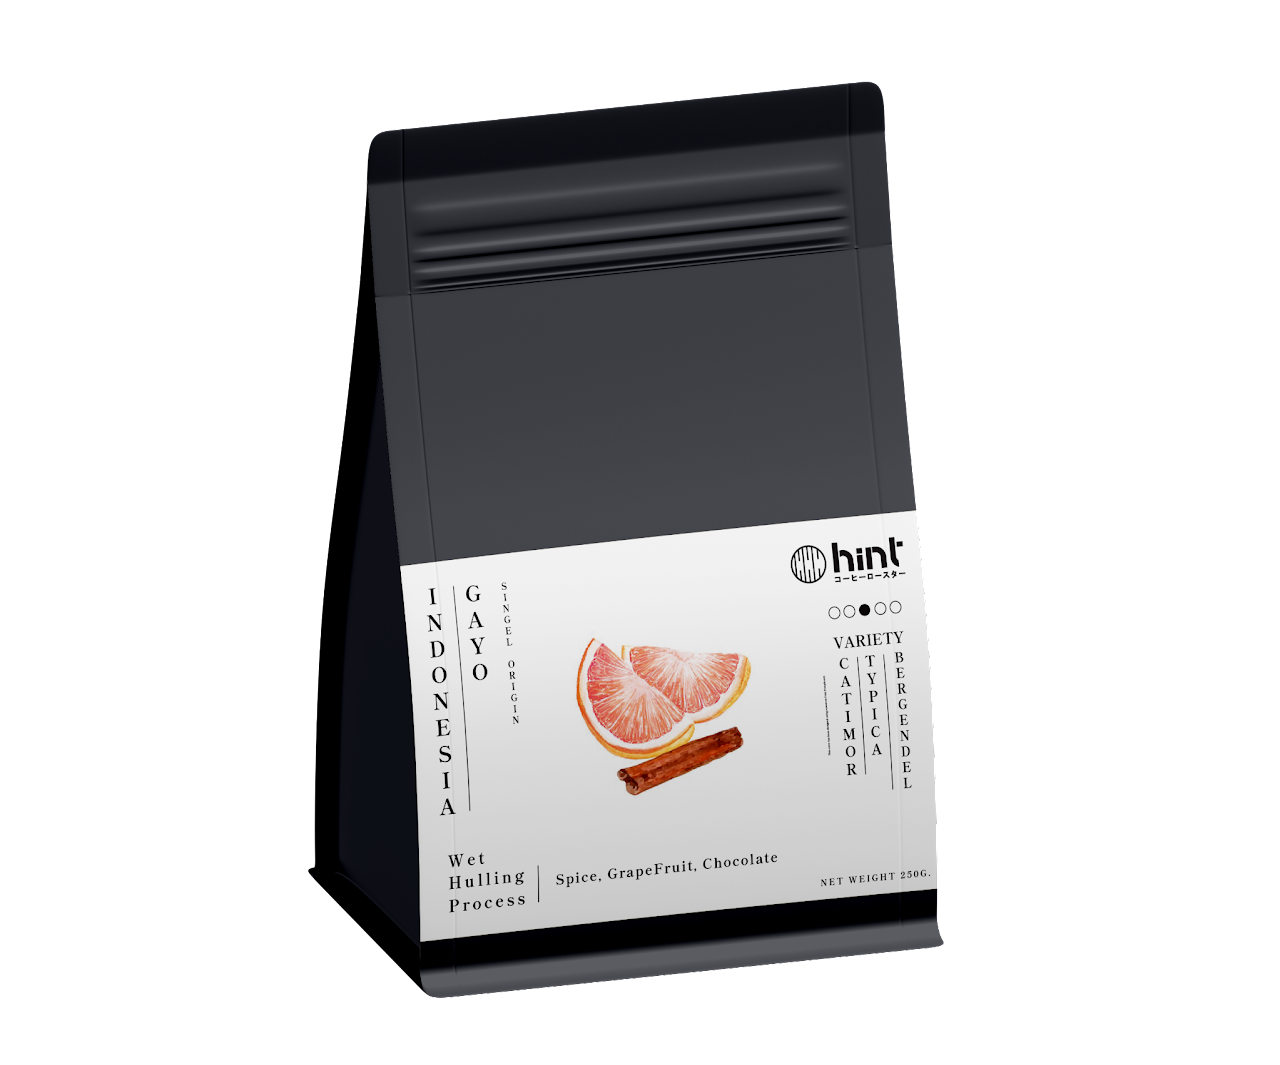 hint
コーヒーロースター
INDONESIA
GAYO
SINGEL ORIGIN
VARIETY
CATIMOR
TYPICA
BERGENDEL
Wet
Hulling
Process
Spice, GrapeFruit, Chocolate
NET WEIGHT 250G.